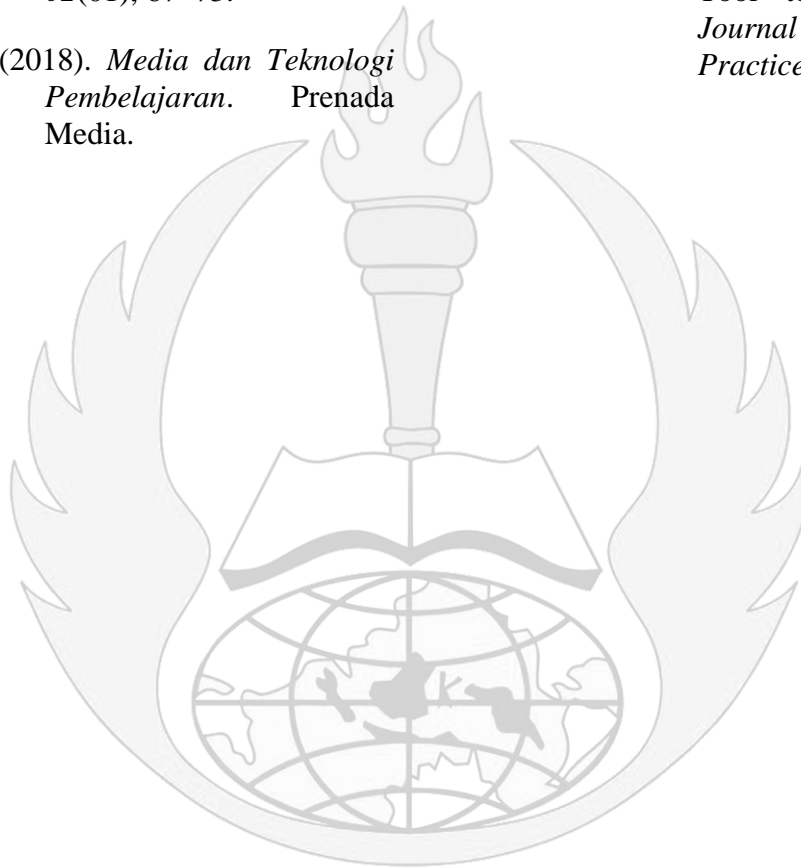 (2018). Media dan Teknologi
Pembelajaran. Prenada
Media.
Journal
Practice